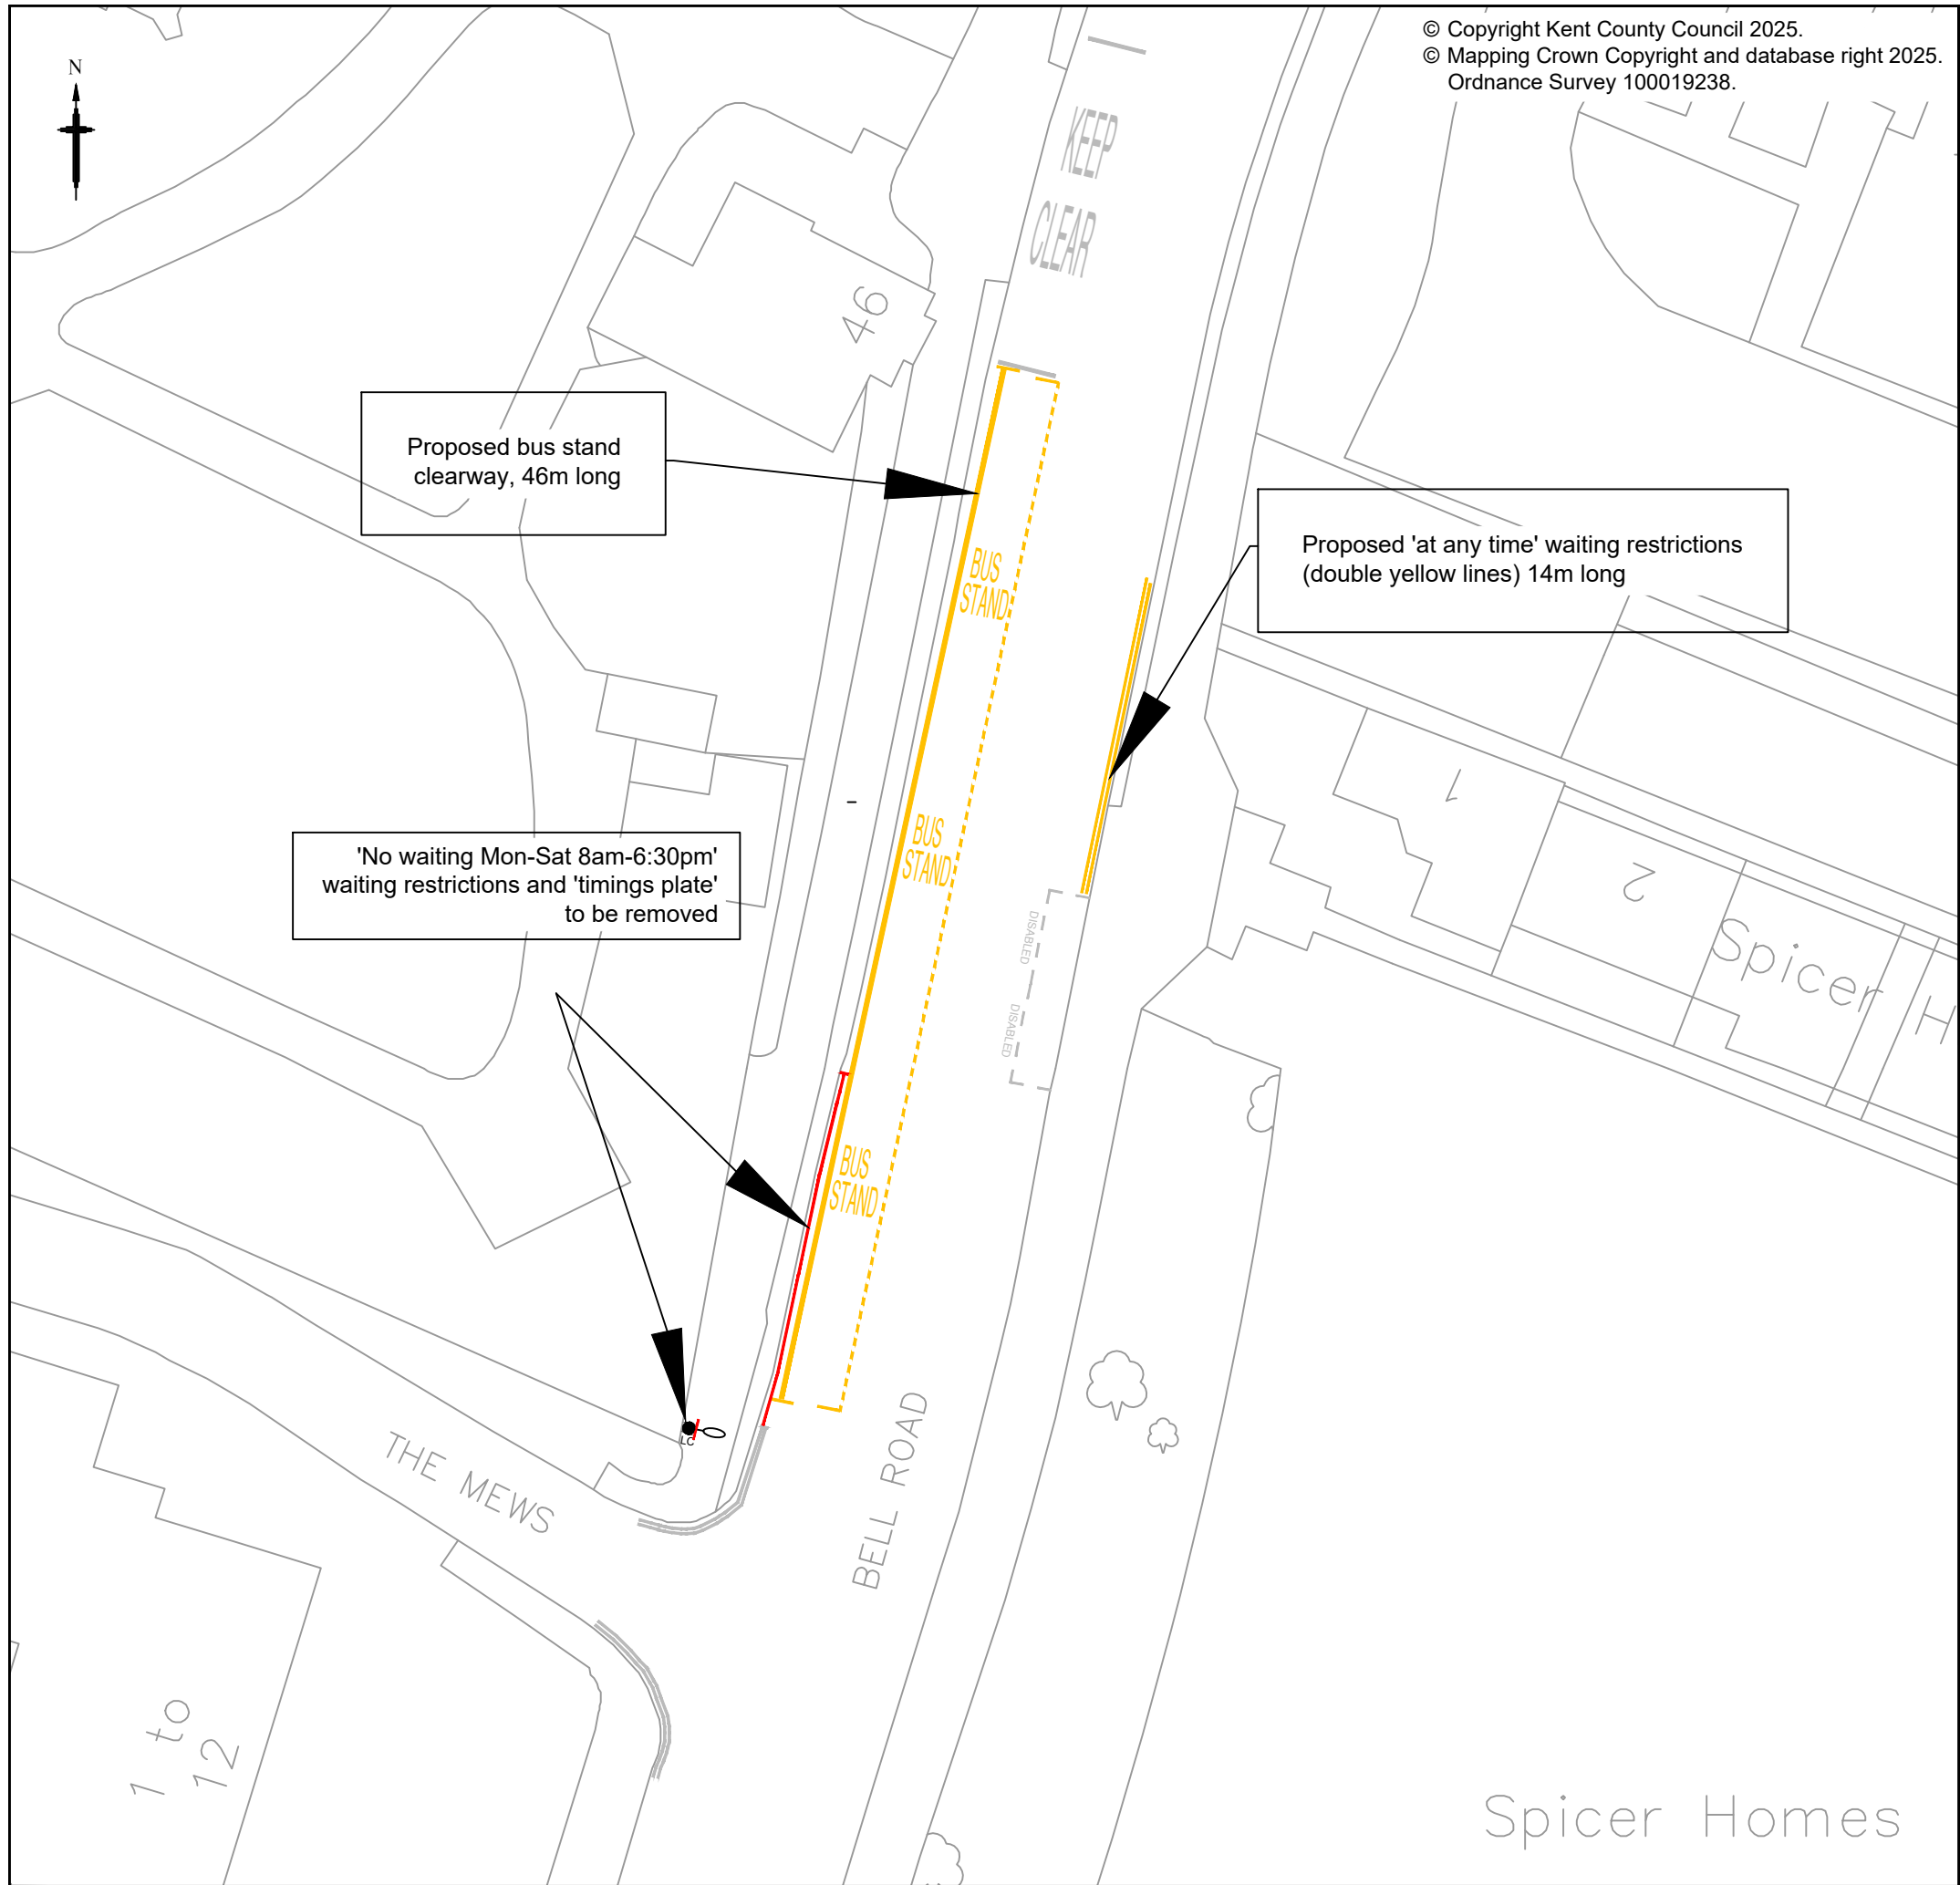 © Copyright Kent County Council 2025.
© Mapping Crown Copyright and database right 2025.
Ordnance Survey 100019238.
N
KEEP
CLEAR
46
Proposed bus stand
clearway, 46m long
Proposed 'at any time' waiting restrictions
(double yellow lines) 14m long
BUS
STAND
1
BUS
STAND
2
'No waiting Mon-Sat 8am-6:30pm'
waiting restrictions and 'timings plate'
to be removed
Spicer H
DISABLED
DISABLED
BUS
STAND
LC
THE MEWS
BELL ROAD
1 to
12
Spicer Homes